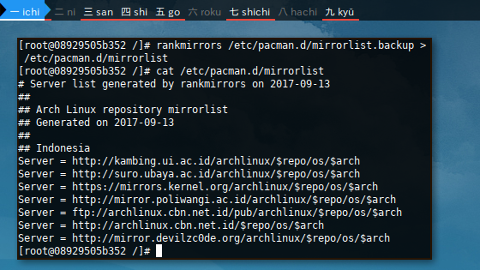 一 ichi 二 ni 三 san 四 shi 五 go 六 roku 七 shichi 八 hachi 九 kyú
[root@08929505b352 /]# rankmirrors /etc/pacman.d/mirrorlist.backup >
/etc/pacman.d/mirrorlist
[root@08929505b352 /]# cat /etc/pacman.d/mirrorlist
# Server list generated by rankmirrors on 2017-09-13
##
## Arch Linux repository mirrorlist
## Generated on 2017-09-13
##
## Indonesia
Server = http://kambing.ui.ac.id/archlinux/$repo/os/$arch
Server = http://suro.ubaya.ac.id/archlinux/$repo/os/$arch
Server = https://mirrors.kernel.org/archlinux/$repo/os/$arch
Server = http://mirror.poliwangi.ac.id/archlinux/$repo/os/$arch
Server = ftp://archlinux.cbn.net.id/pub/archlinux/$repo/os/$arch
Server = http://archlinux.cbn.net.id/$repo/os/$arch
Server = http://mirror.devilzc0de.org/archlinux/$repo/os/$arch
[root@08929505b352 /]#